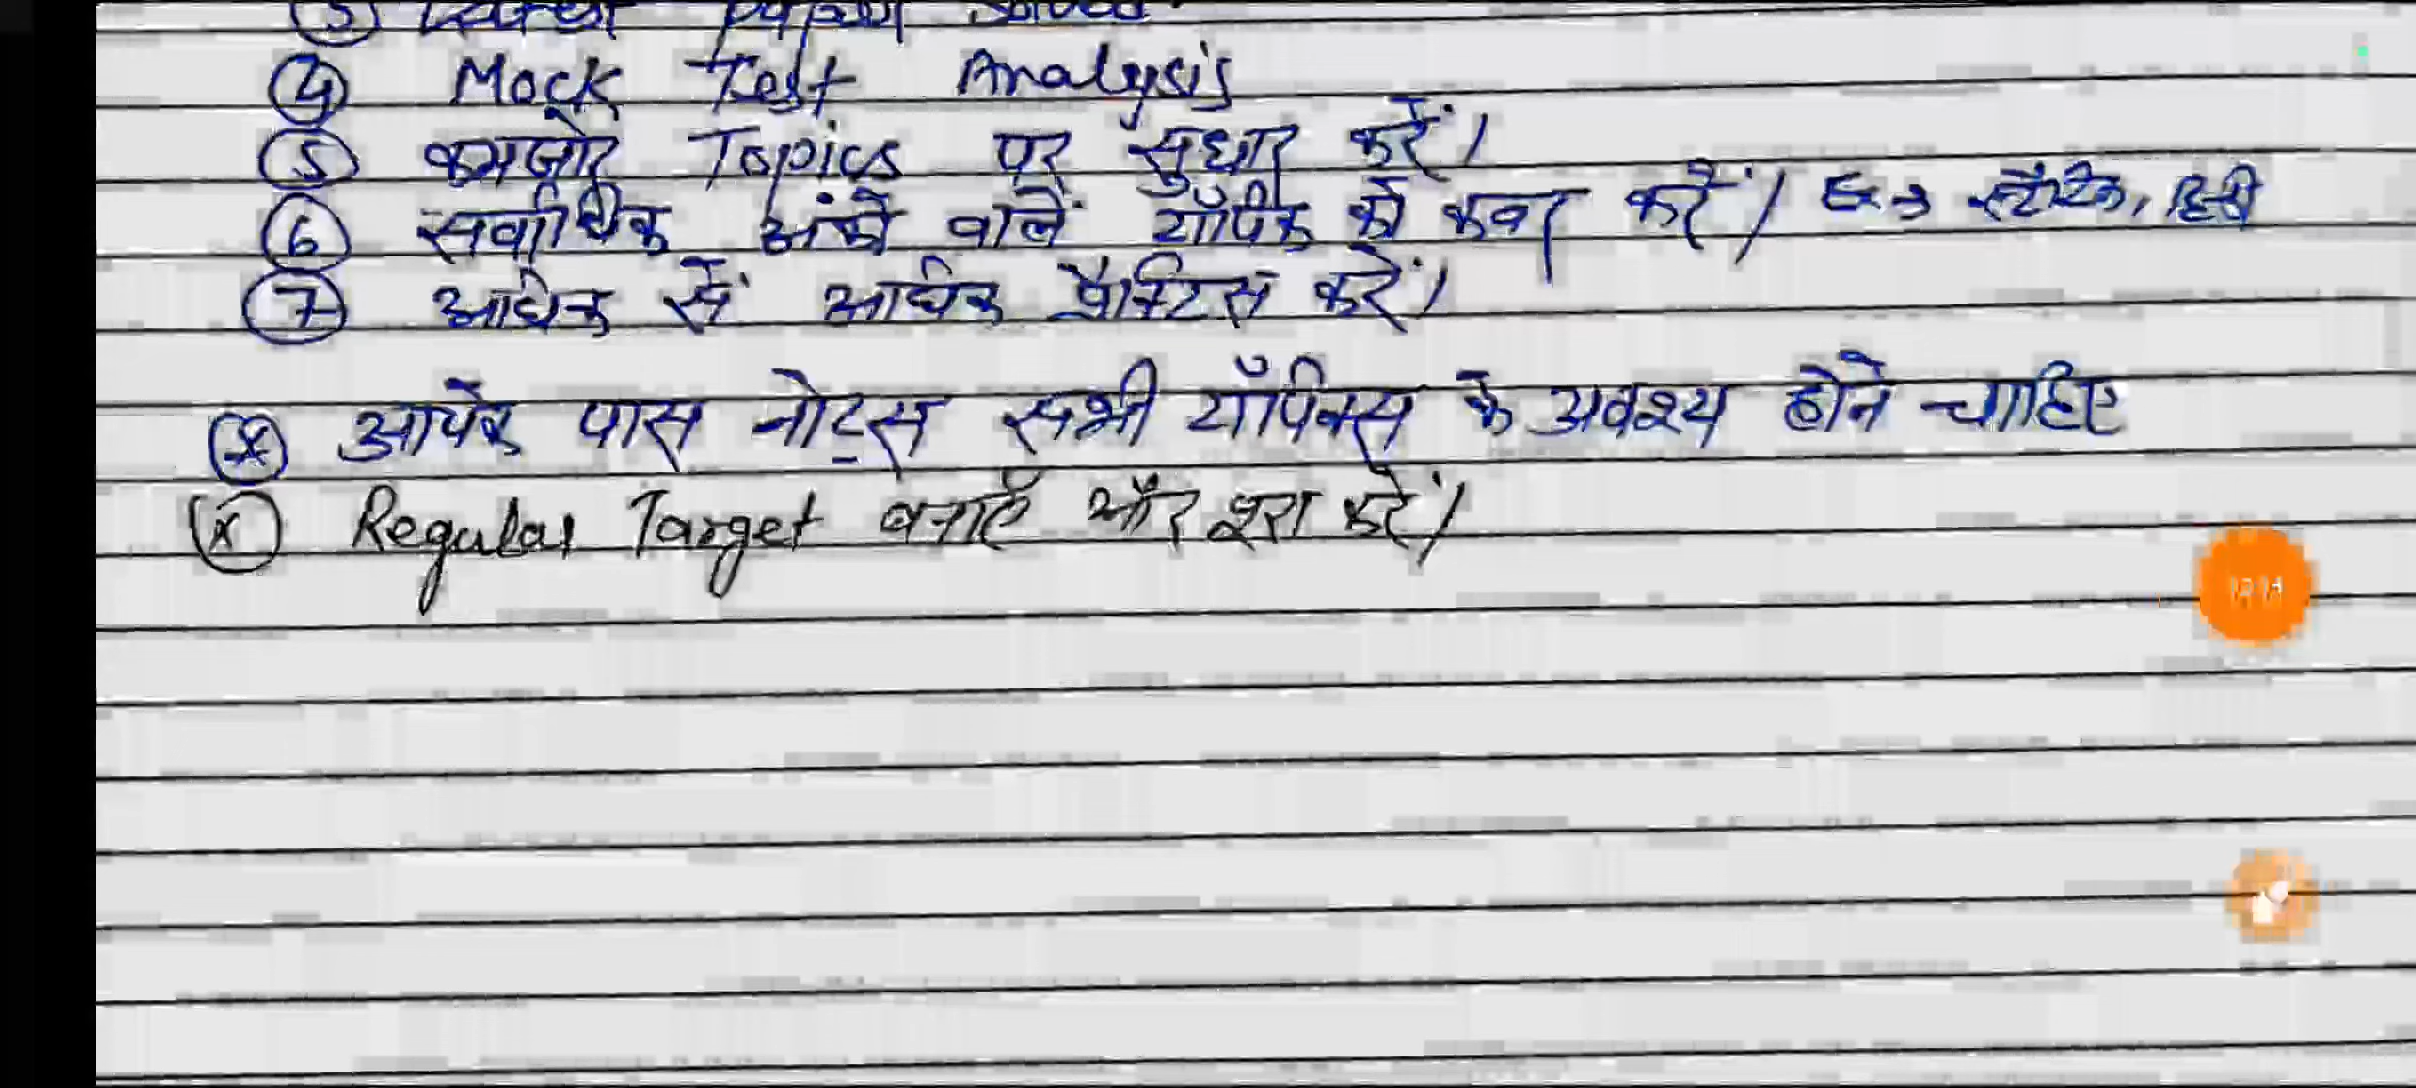 ③
④ Mock Test Analysis
⑤ कमजोर Topics पर सुधार करें।
⑥ सर्वाधिक अंको वालें टॉपिक को कवर करें। Ex → स्टैटिक, हिंदी
⑦ अधिक सें अधिक प्रैक्टिस करें।
आपके पास नोट्स सभी टॉपिक्स के अवश्य होने चाहिए
Regular Target बनाएँ और पूरा करें।